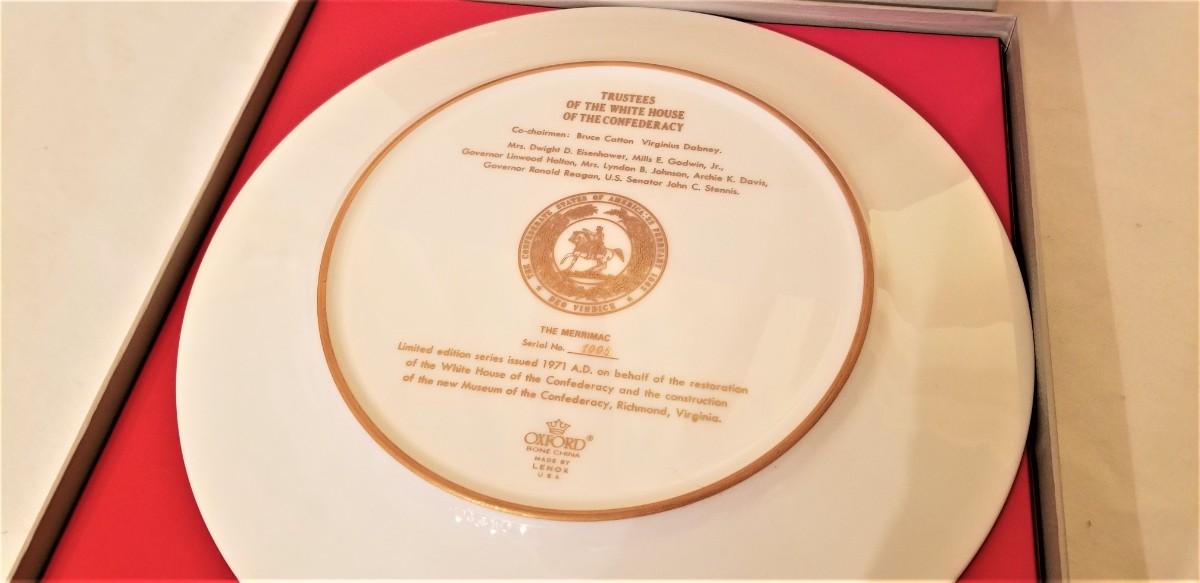 TRUSTEES
OF THE WHITE HOUSE
OF THE CONFEDERACY
Co-chairmen: Bruce Catton Virginius Dabney.
Mrs. Dwight D. Eisenhower, Mills E. Godwin, Jr.,
Governor Linwood Holton, Mrs. Lyndon B. Johnson, Archie K. Davis,
Governor Ronald Reagan, U.S. Senator John C. Stennis.
THE CONFEDERATE STATES OF AMERICA: 22 FEBRUARY 1862
DEO VINDICE
THE MERRIMAC
Serial No. 1005
Limited edition series issued 1971 A.D. on behalf of the restoration
of the White House of the Confederacy and the construction
of the new Museum of the Confederacy, Richmond, Virginia.
OXFORD®
BONE CHINA
MADE BY
LENOX
U.S.A.